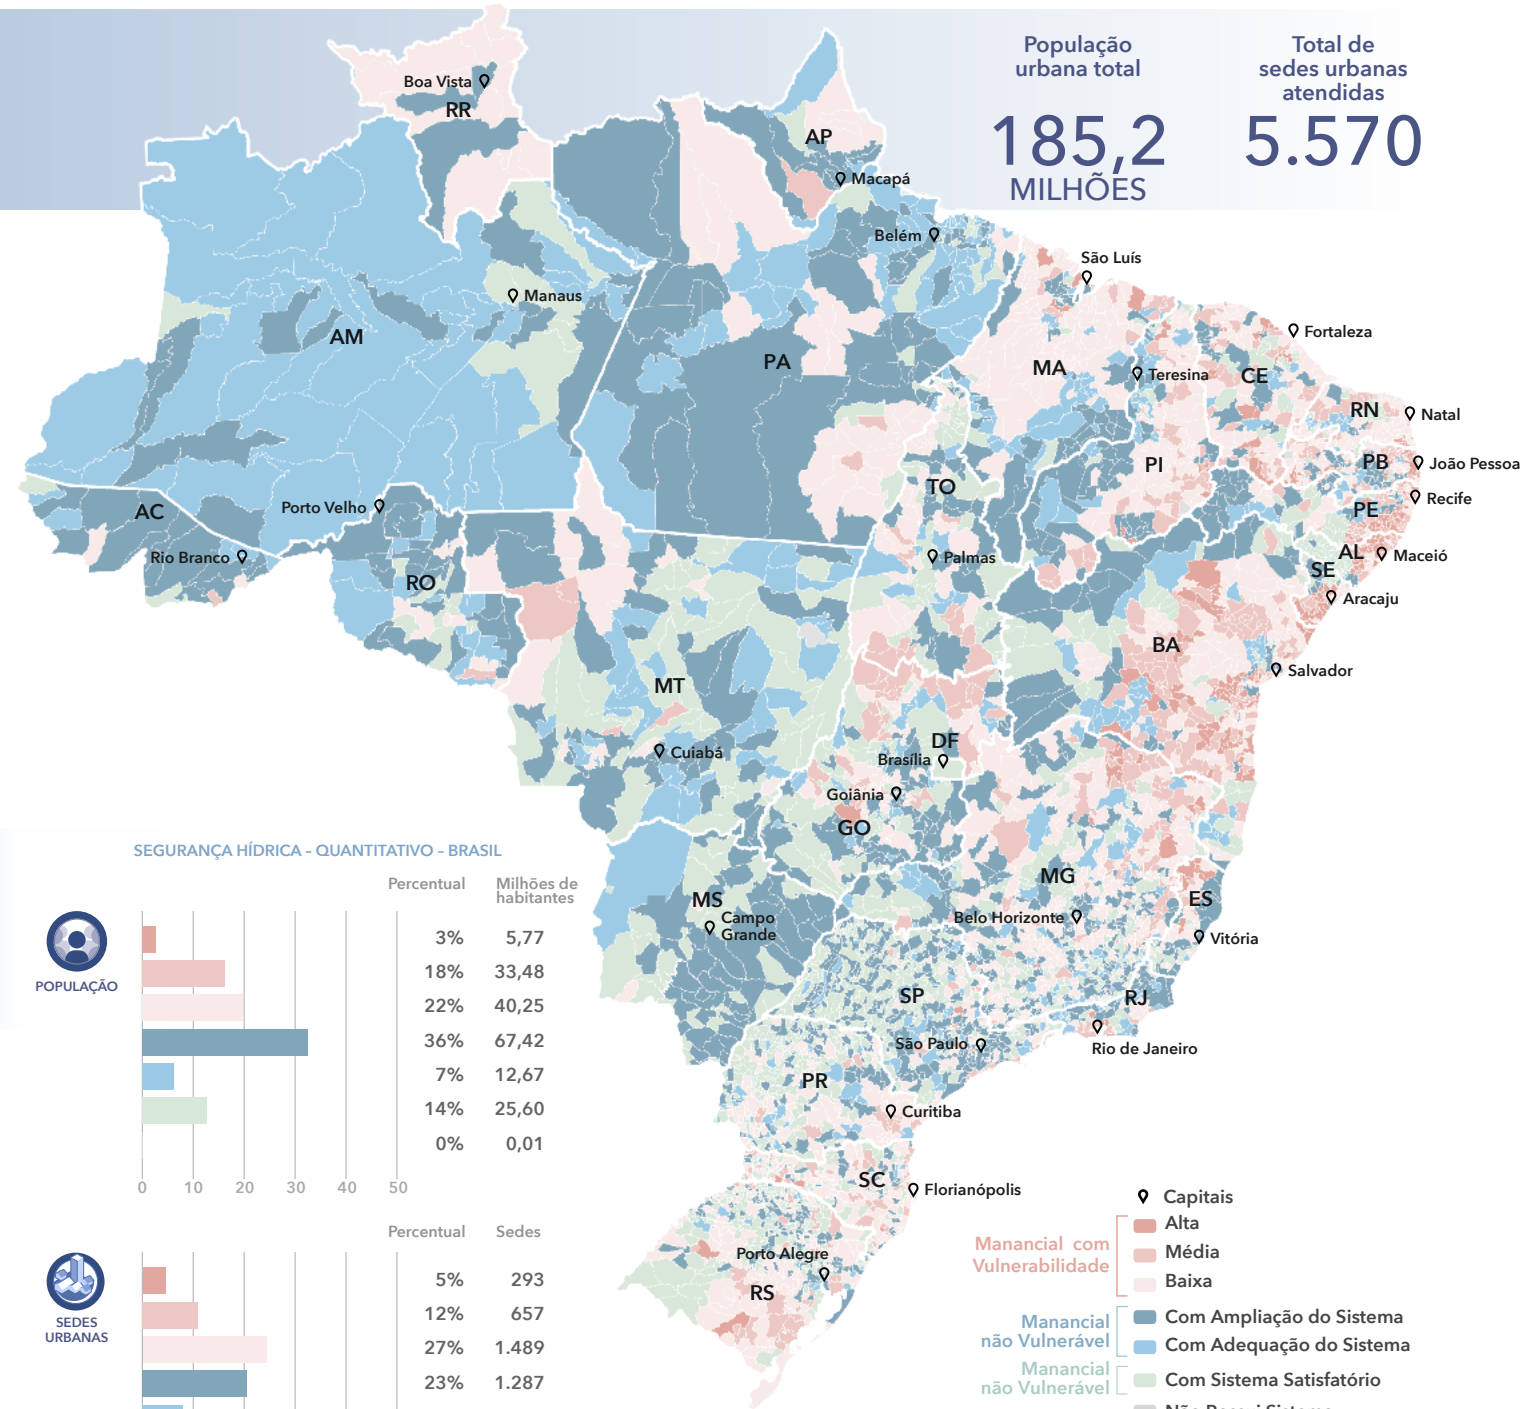 População
urbana total
185,2
MILHÕES
Total de
sedes urbanas
atendidas
5.570
Boa Vista
RR
AP
Macapá
Belém
São Luís
Manaus
AM
PA
MA
Teresina
Fortaleza
CE
RN
Natal
PI
PB
João Pessoa
TO
Recife
PE
AC
Porto Velho
Rio Branco
RO
Palmas
AL
Maceió
SE
Aracaju
BA
Salvador
MT
Cuiabá
DF
Brasília
Goiânia
GO
MG
MS
Campo
Grande
Belo Horizonte
ES
Vitória
SP
RJ
São Paulo
Rio de Janeiro
PR
Curitiba
SC
Florianópolis
Porto Alegre
RS
SEGURANÇA HÍDRICA – QUANTITATIVO – BRASIL
Percentual
Milhões de
habitantes
POPULAÇÃO
3% 5,77
18% 33,48
22% 40,25
36% 67,42
7% 12,67
14% 25,60
0% 0,01
0 10 20 30 40 50
Percentual Sedes
SEDES
URBANAS
5% 293
12% 657
27% 1.489
23% 1.287
Capitais
Manancial com
Vulnerabilidade
Alta
Média
Baixa
Manancial
não Vulnerável
Com Ampliação do Sistema
Com Adequação do Sistema
Manancial
não Vulnerável
Com Sistema Satisfatório
Não Possui Sistema